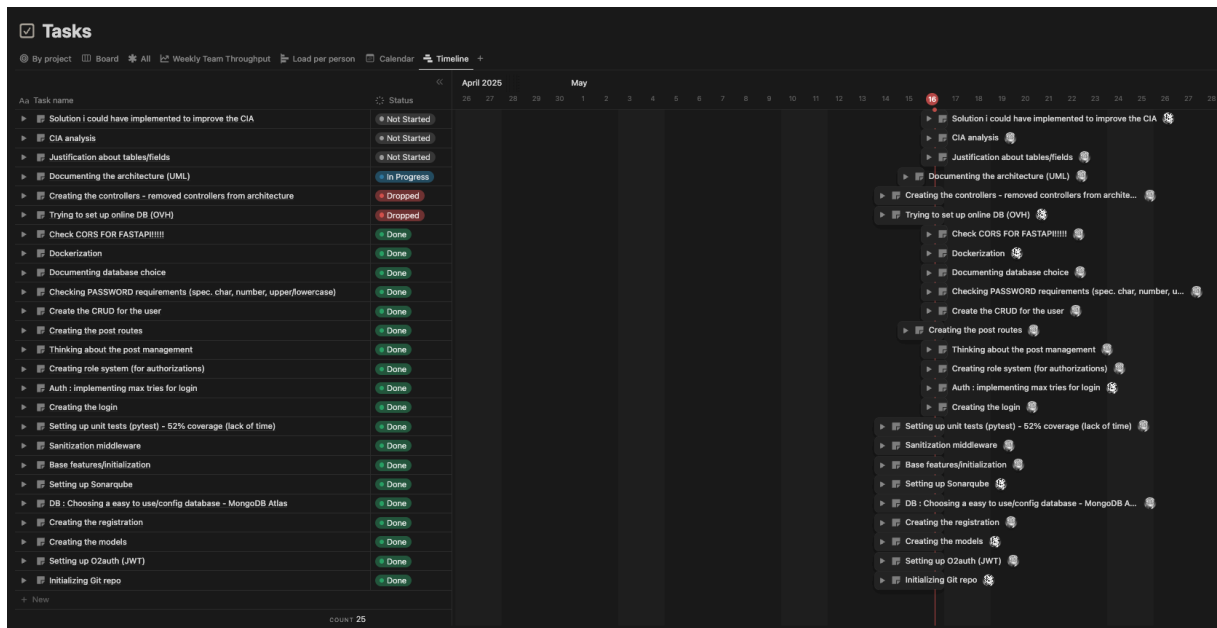 Tasks
By project Board All Weekly Team Throughput Load per person Calendar Timeline +
April 2025 May
Aa Task name Status 26 27 28 29 30 1 2 3 4 5 6 7 8 9 10 11 12 13 14 15 16 17 18 19 20 21 22 23 24 25 26 27 28
Solution i could have implemented to improve the CIA Not Started Solution i could have implemented to improve the CIA
CIA analysis Not Started CIA analysis
Justification about tables/fields Not Started Justification about tables/fields
Documenting the architecture (UML) In Progress Documenting the architecture (UML)
Creating the controllers - removed controllers from architecture Dropped Creating the controllers - removed controllers from archite...
Trying to set up online DB (OVH) Dropped Trying to set up online DB (OVH)
Check CORS FOR FASTAPI!!!!! Done Check CORS FOR FASTAPI!!!!!
Dockerization Done Dockerization
Documenting database choice Done Documenting database choice
Checking PASSWORD requirements (spec. char, number, upper/lowercase) Done Checking PASSWORD requirements (spec. char, number, u...
Create the CRUD for the user Done Create the CRUD for the user
Creating the post routes Done Creating the post routes
Thinking about the post management Done Thinking about the post management
Creating role system (for authorizations) Done Creating role system (for authorizations)
Auth : implementing max tries for login Done Auth : implementing max tries for login
Creating the login Done Creating the login
Setting up unit tests (pytest) - 52% coverage (lack of time) Done Setting up unit tests (pytest) - 52% coverage (lack of time)
Sanitization middleware Done Sanitization middleware
Base features/initialization Done Base features/initialization
Setting up Sonarqube Done Setting up Sonarqube
DB : Choosing a easy to use/config database - MongoDB Atlas Done DB : Choosing a easy to use/config database - MongoDB A...
Creating the registration Done Creating the registration
Creating the models Done Creating the models
Setting up O2auth (JWT) Done Setting up O2auth (JWT)
Initializing Git repo Done Initializing Git repo
+ New
COUNT 25